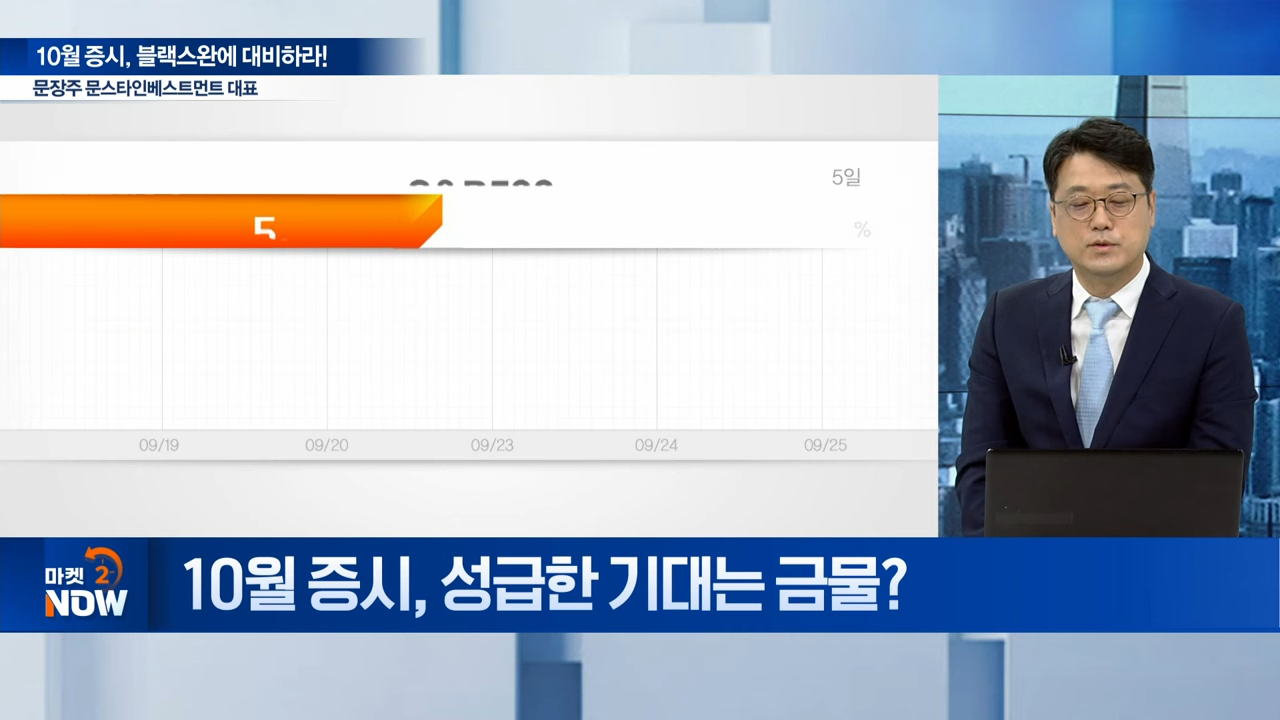 10월 증시, 블랙스완에 대비하라!
문장주 문스타인베스트먼트 대표
5일
5
%
09/19 09/20 09/23 09/24 09/25
마켓 2
NOW
10월 증시, 성급한 기대는 금물?